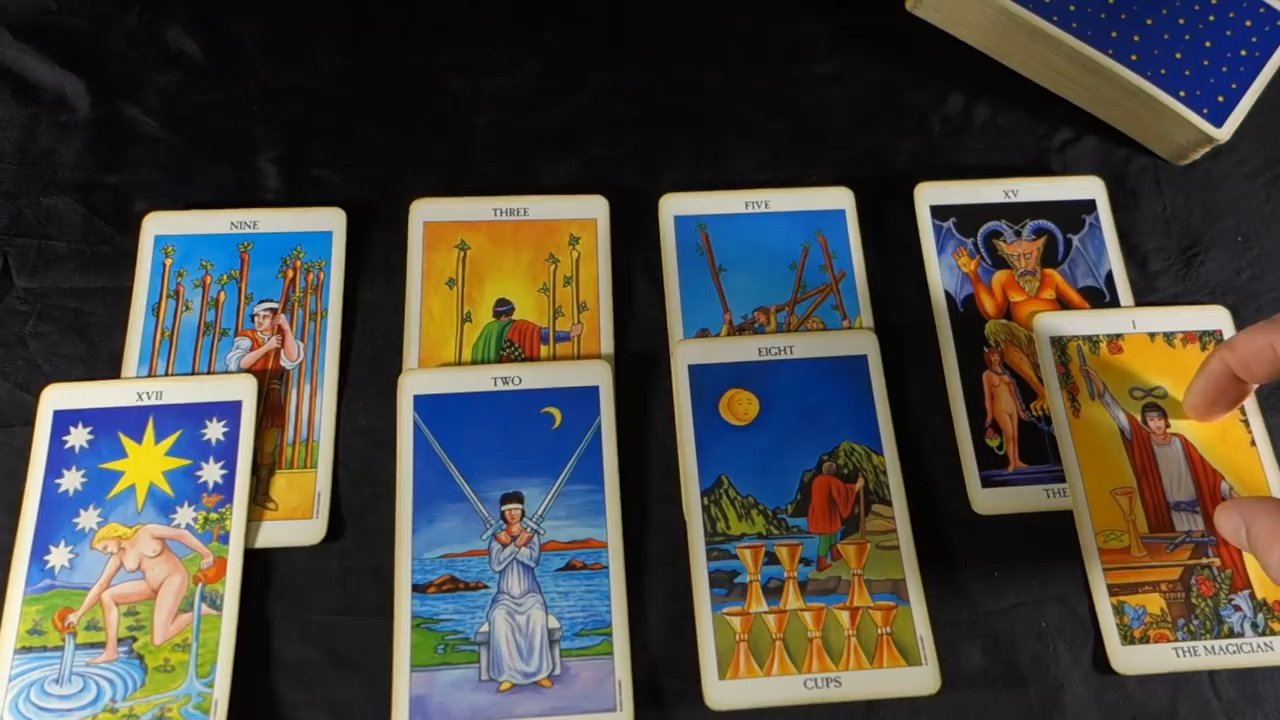 NINE
THREE
FIVE
XV
THE
XVII
TWO
EIGHT
CUPS
I
THE MAGICIAN